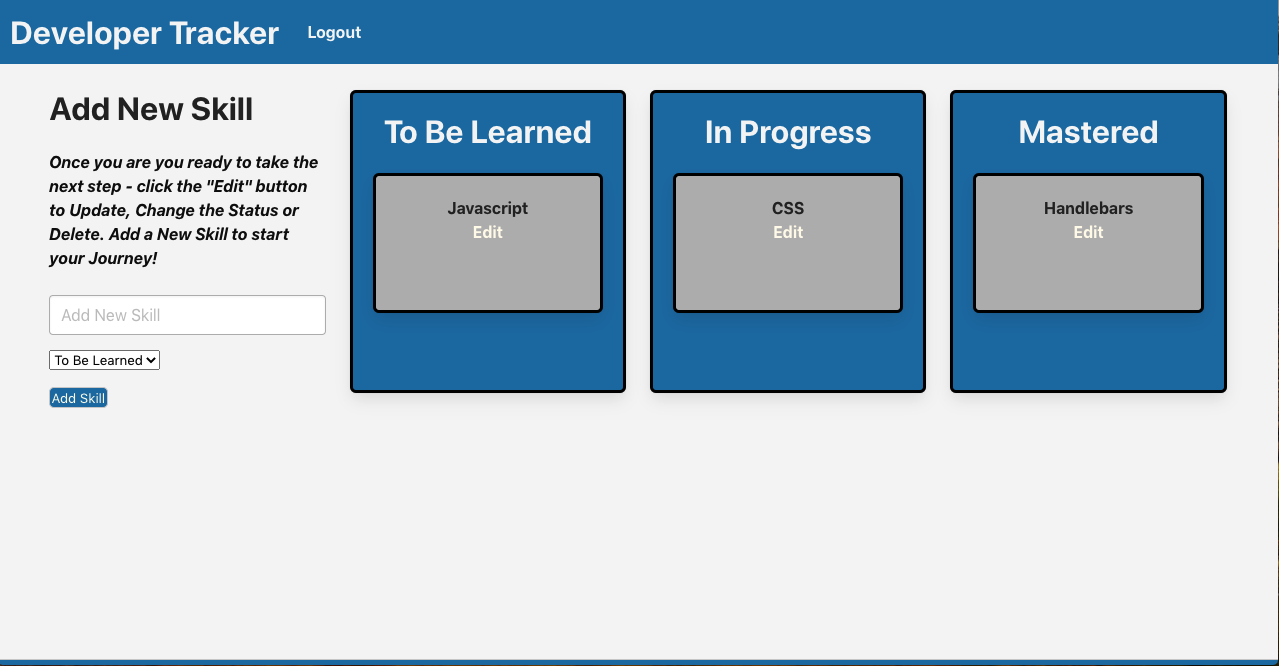 Developer Tracker
Logout
Add New Skill
Once you are you ready to take the
next step - click the "Edit" button
to Update, Change the Status or
Delete. Add a New Skill to start
your Journey!
Add New Skill
To Be Learned
Add Skill
To Be Learned
Javascript
Edit
In Progress
CSS
Edit
Mastered
Handlebars
Edit